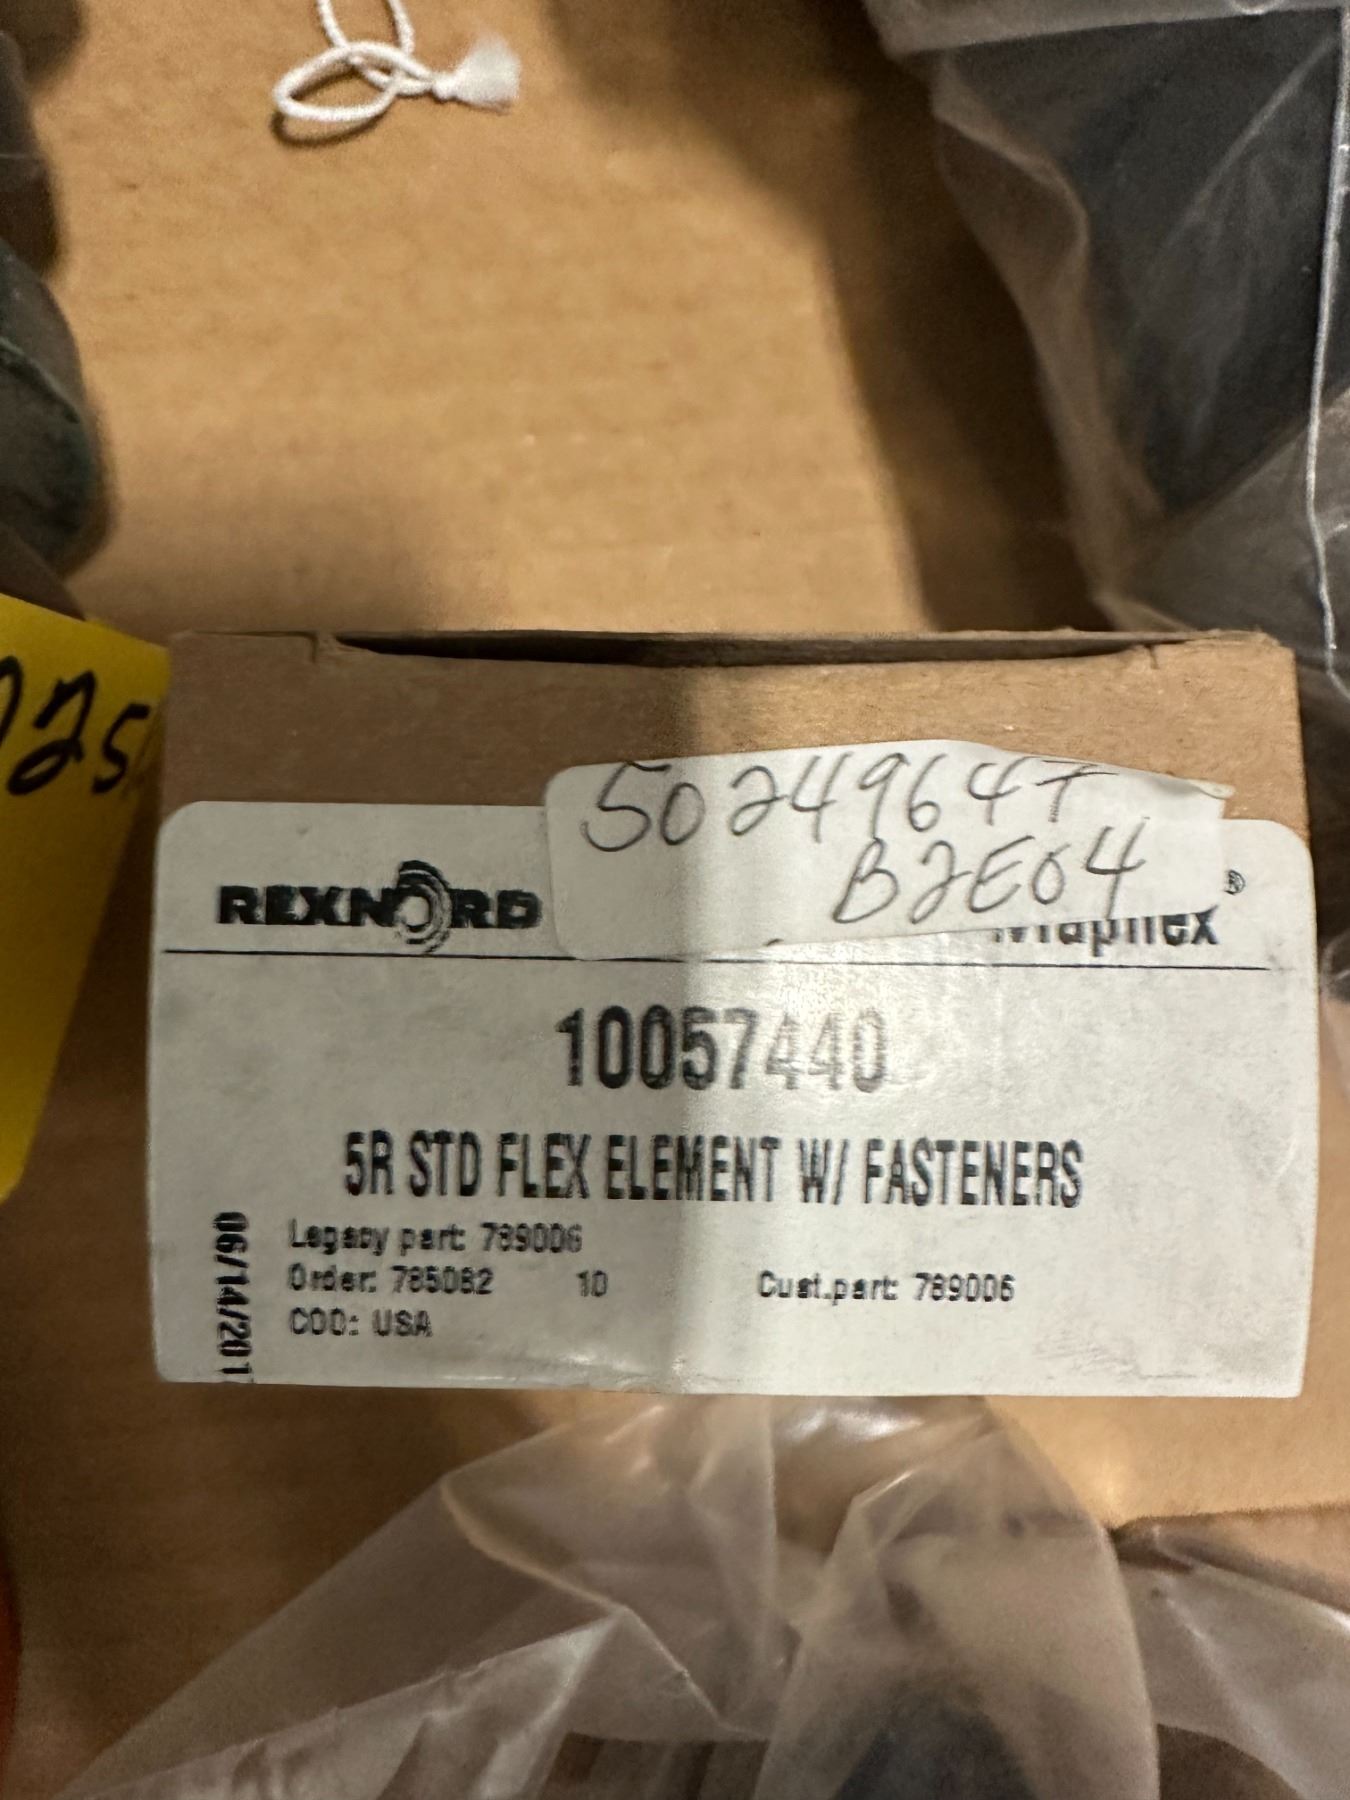 50249647
B2E04
REXNORD ®
10057440
5R STD FLEX ELEMENT W/ FASTENERS
Legacy part: 789006
Order: 785082 10 Cust.part: 789006
COO: USA
06/14/201
725